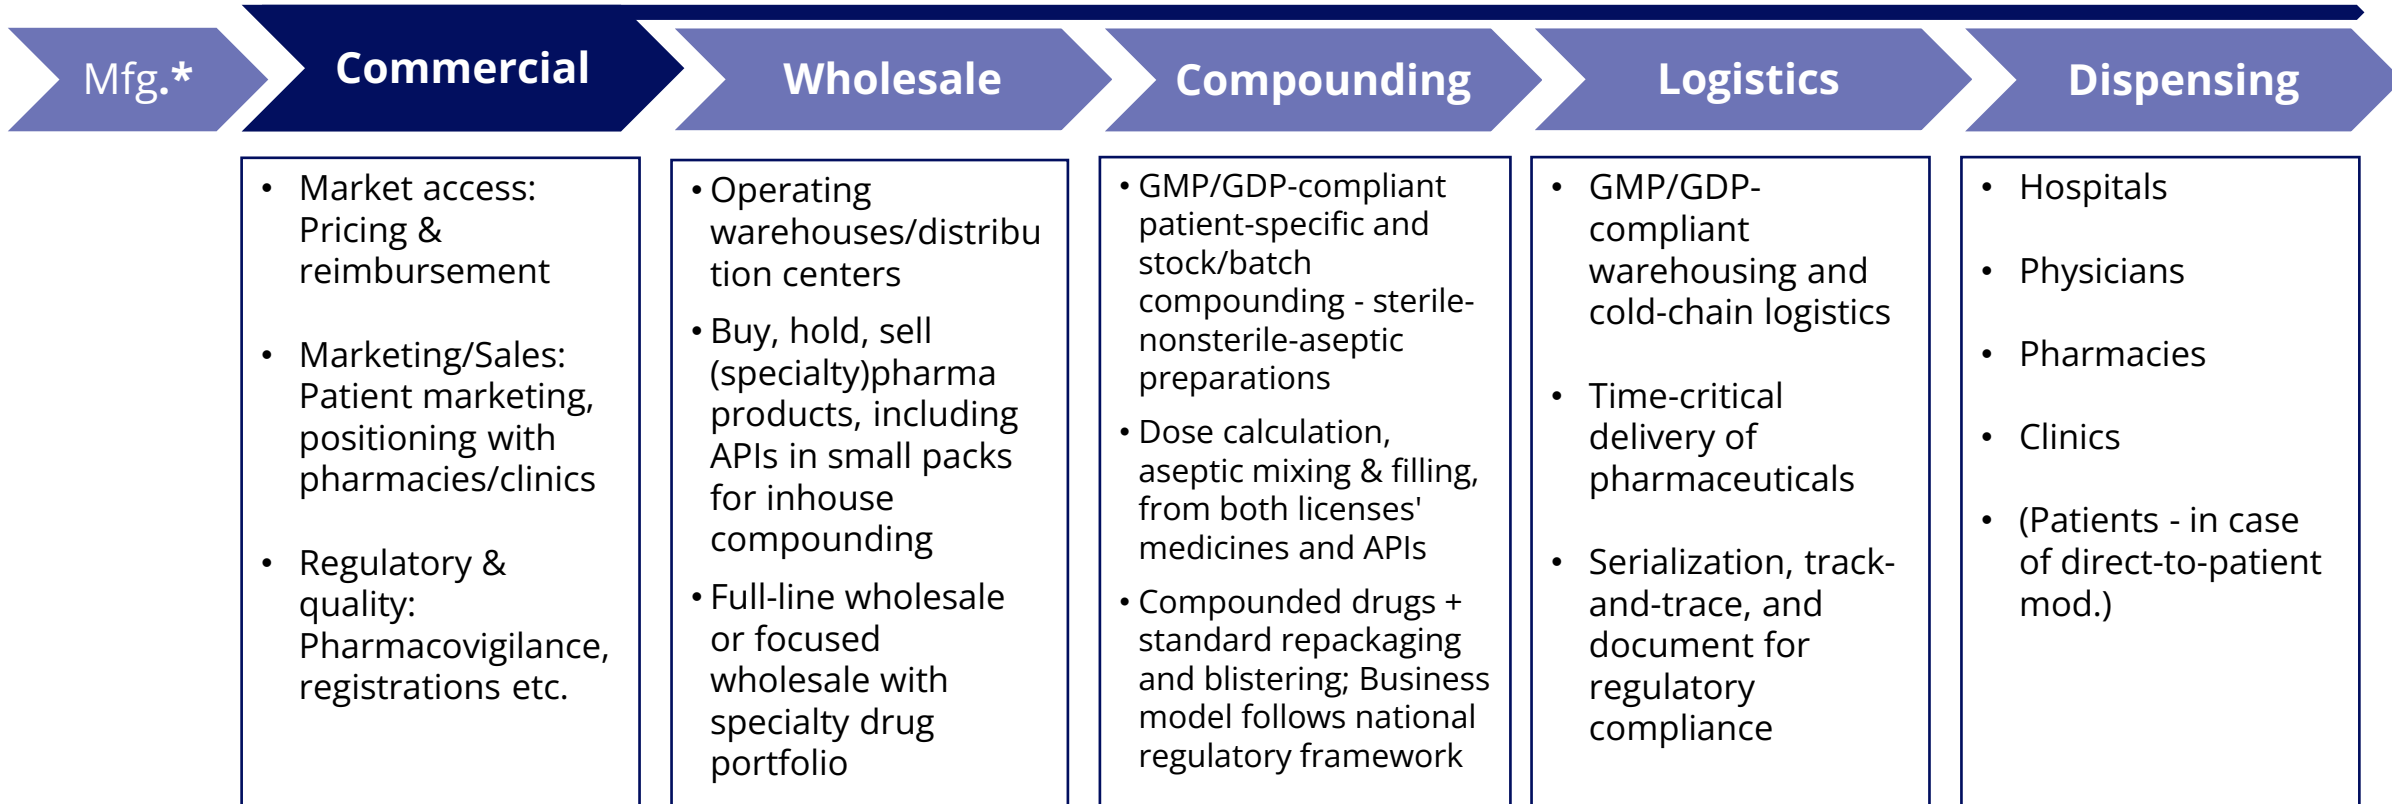 Mfg.*
Commercial
Wholesale
Compounding
Logistics
Dispensing
• Market access:
Pricing &
reimbursement
• Marketing/Sales:
Patient marketing,
positioning with
pharmacies/clinics
• Regulatory &
quality:
Pharmacovigilance,
registrations etc.
• Operating
warehouses/distribu
tion centers
• Buy, hold, sell
(specialty)pharma
products, including
APIs in small packs
for inhouse
compounding
• Full-line wholesale
or focused
wholesale with
specialty drug
portfolio
• GMP/GDP-compliant
patient-specific and
stock/batch
compounding - sterile-
nonsterile-aseptic
preparations
• Dose calculation,
aseptic mixing & filling,
from both licenses'
medicines and APIs
• Compounded drugs +
standard repackaging
and blistering; Business
model follows national
regulatory framework
• GMP/GDP-
compliant
warehousing and
cold-chain logistics
• Time-critical
delivery of
pharmaceuticals
• Serialization, track-
and-trace, and
document for
regulatory
compliance
• Hospitals
• Physicians
• Pharmacies
• Clinics
• (Patients - in case
of direct-to-patient
mod.)